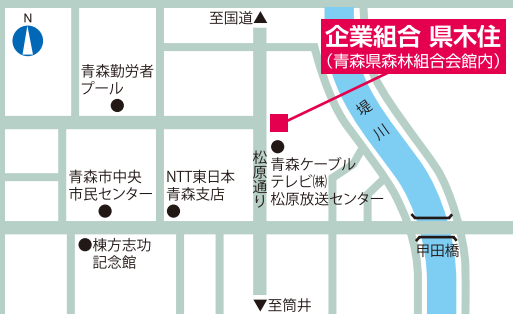 N
至国道▲
企業組合 県木住
(青森県森林組合会館内)
青森勤労者
プール
堤川
青森ケーブル
テレビ㈱
松原放送センター
松原通り
青森市中央
市民センター
NTT東日本
青森支店
棟方志功
記念館
甲田橋
▼至筒井